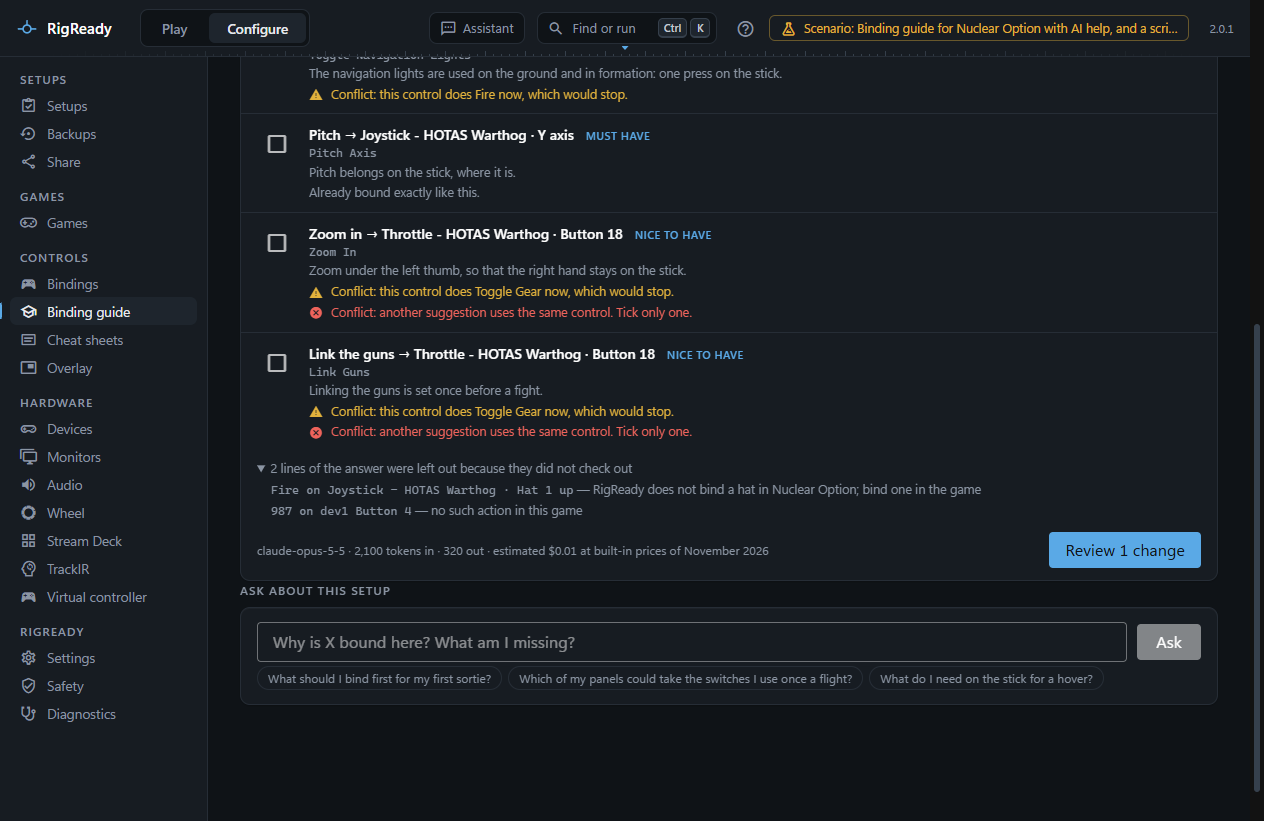 RigReady
Play
Configure
Assistant
Find or run
Ctrl
K
Scenario: Binding guide for Nuclear Option with AI help, and a scri...
2.0.1
SETUPS
Setups
Backups
Share
GAMES
Games
CONTROLS
Bindings
Binding guide
Cheat sheets
Overlay
HARDWARE
Devices
Monitors
Audio
Wheel
Stream Deck
TrackIR
Virtual controller
RIGREADY
Settings
Safety
Diagnostics
Toggle Navigation Lights
The navigation lights are used on the ground and in formation: one press on the stick.
Conflict: this control does Fire now, which would stop.
Pitch → Joystick - HOTAS Warthog · Y axis MUST HAVE
Pitch Axis
Pitch belongs on the stick, where it is.
Already bound exactly like this.
Zoom in → Throttle - HOTAS Warthog · Button 18 NICE TO HAVE
Zoom In
Zoom under the left thumb, so that the right hand stays on the stick.
Conflict: this control does Toggle Gear now, which would stop.
Conflict: another suggestion uses the same control. Tick only one.
Link the guns → Throttle - HOTAS Warthog · Button 18 NICE TO HAVE
Link Guns
Linking the guns is set once before a fight.
Conflict: this control does Toggle Gear now, which would stop.
Conflict: another suggestion uses the same control. Tick only one.
▼ 2 lines of the answer were left out because they did not check out
Fire on Joystick - HOTAS Warthog · Hat 1 up — RigReady does not bind a hat in Nuclear Option; bind one in the game
987 on dev1 Button 4 — no such action in this game
claude-opus-5-5 · 2,100 tokens in · 320 out · estimated $0.01 at built-in prices of November 2026
Review 1 change
ASK ABOUT THIS SETUP
Why is X bound here? What am I missing?
Ask
What should I bind first for my first sortie?
Which of my panels could take the switches I use once a flight?
What do I need on the stick for a hover?